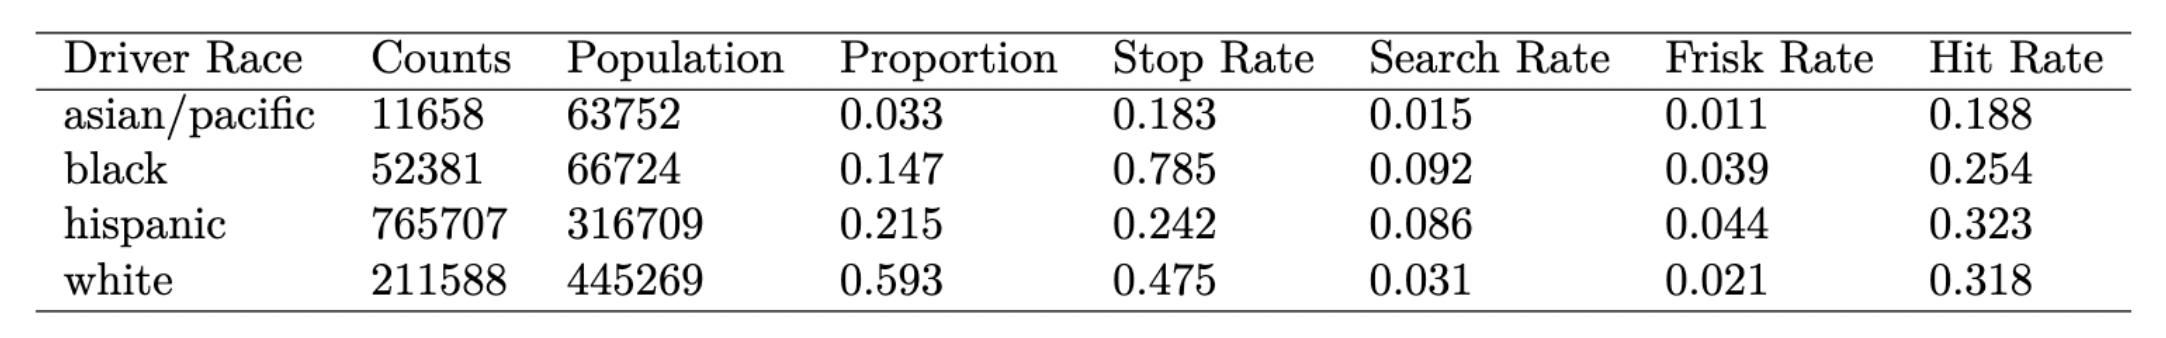 Driver Race Counts Population Proportion Stop Rate Search Rate Frisk Rate Hit Rate
asian/pacific 11658 63752 0.033 0.183 0.015 0.011 0.188
black 52381 66724 0.147 0.785 0.092 0.039 0.254
hispanic 765707 316709 0.215 0.242 0.086 0.044 0.323
white 211588 445269 0.593 0.475 0.031 0.021 0.318